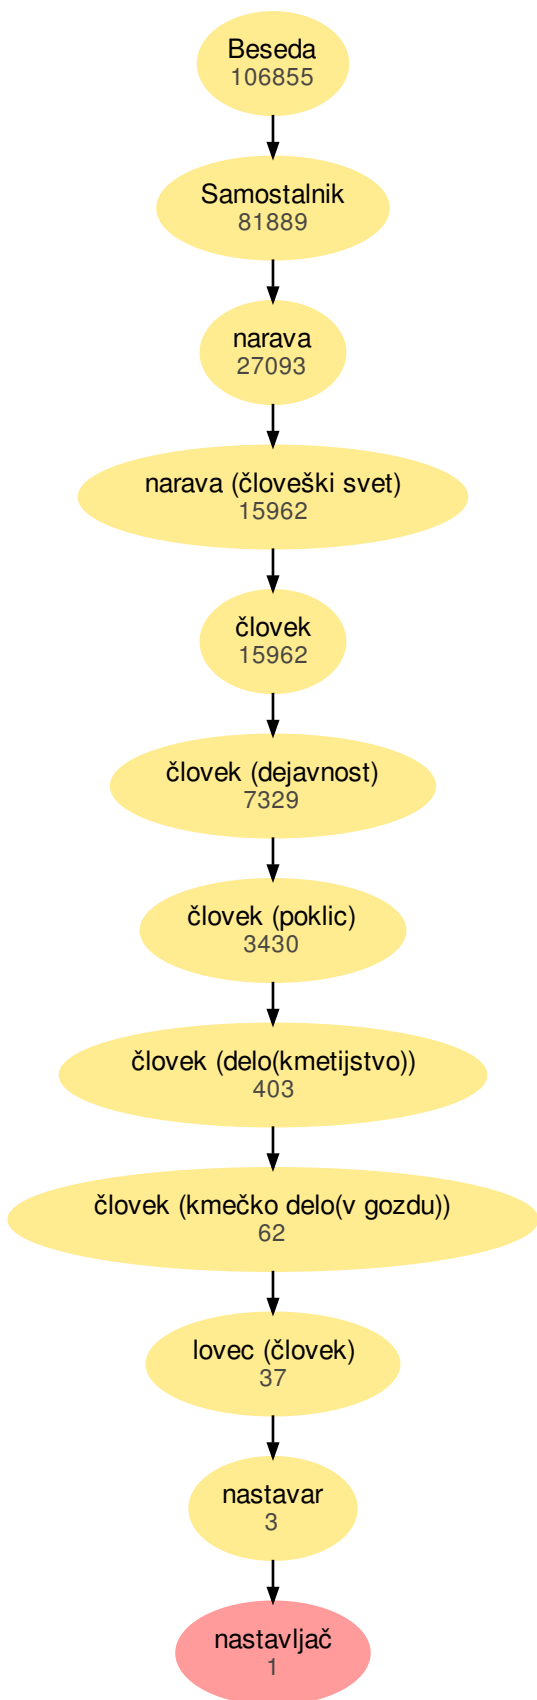 Beseda
106855
Samostalnik
81889
narava
27093
narava (človeški svet)
15962
človek
15962
človek (dejavnost)
7329
človek (poklic)
3430
človek (delo(kmetijstvo))
403
človek (kmečko delo(v gozdu))
62
lovec (človek)
37
nastavar
3
nastavljač
1